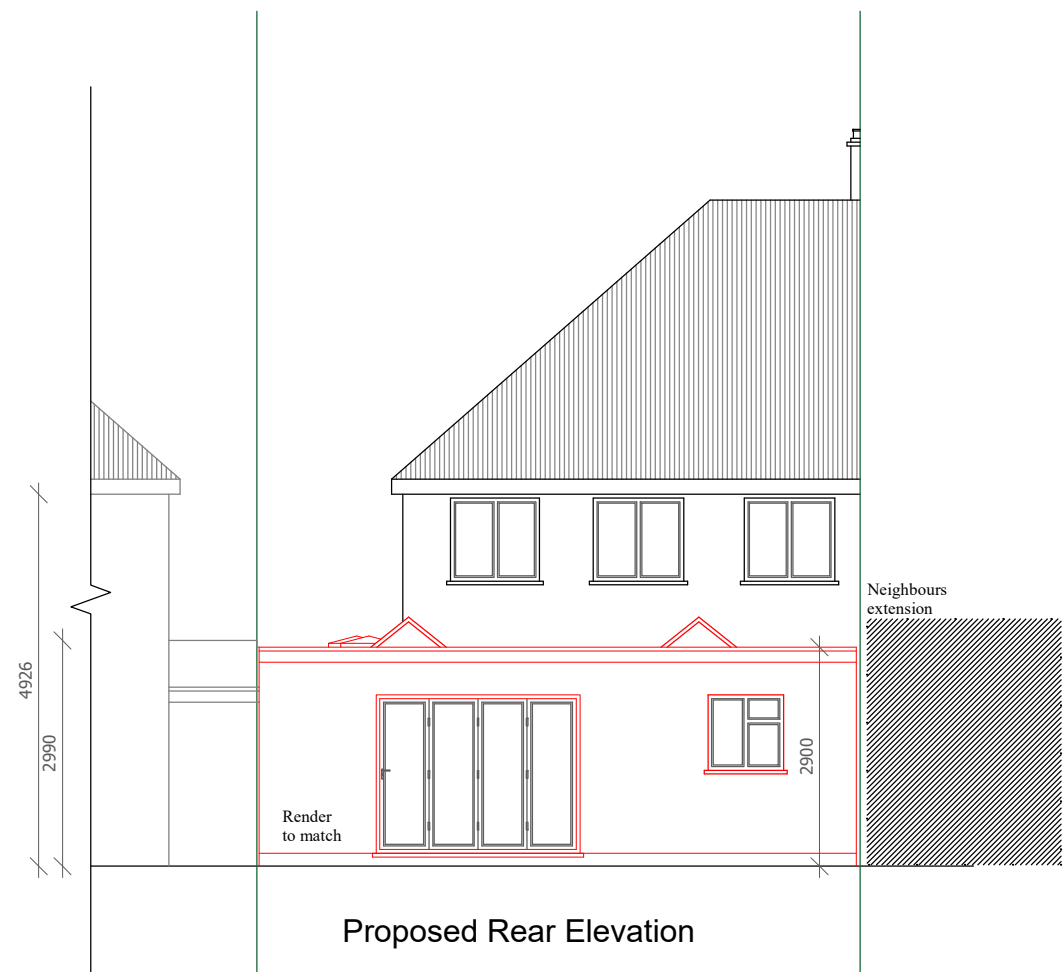 Neighbours
extension
4926
2990
2900
Render
to match
Proposed Rear Elevation